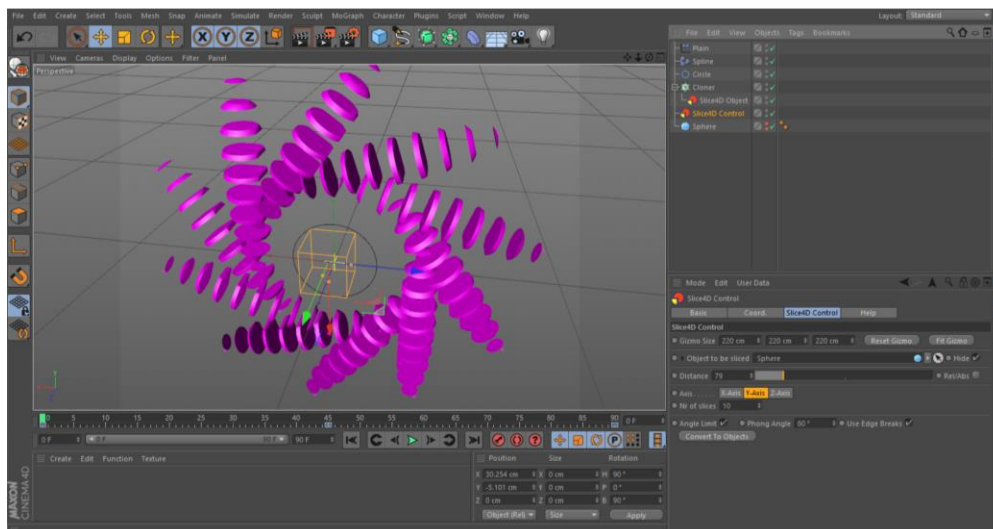 File Edit Create Select Tools Mesh Snap Animate Simulate Render Sculpt MoGraph Character Plugins Script Window Help
Layout: Standard
View Cameras Display Options Filter Panel
Perspective
File Edit View Objects Tags Bookmarks
Plain
Spline
Circle
Cloner
Slice4D Object
Slice4D Control
Sphere
Mode Edit User Data
Slice4D Control
Basic Coord. Slice4D Control Help
Slice4D Control
Gizmo Size 220 cm 220 cm 220 cm Reset Gizmo Fit Gizmo
Object to be sliced Sphere Hide
Distance 79 Rel/Abs
Axis X-Axis Y-Axis Z-Axis
Nr of slices 10
Angle Limit Phong Angle 80° Use Edge Breaks
Convert To Objects
0 5 10 15 20 25 30 35 40 45 50 55 60 65 70 75 80 85 90 0 F
0 F 0 F 90 F 90 F
Create Edit Function Texture
Position Size Rotation
X 30.254 cm X 0 cm H 90°
Y -5.101 cm Y 0 cm P 0°
Z 0 cm Z 0 cm B 90°
Object (Rel) Size Apply
MAXON
CINEMA 4D